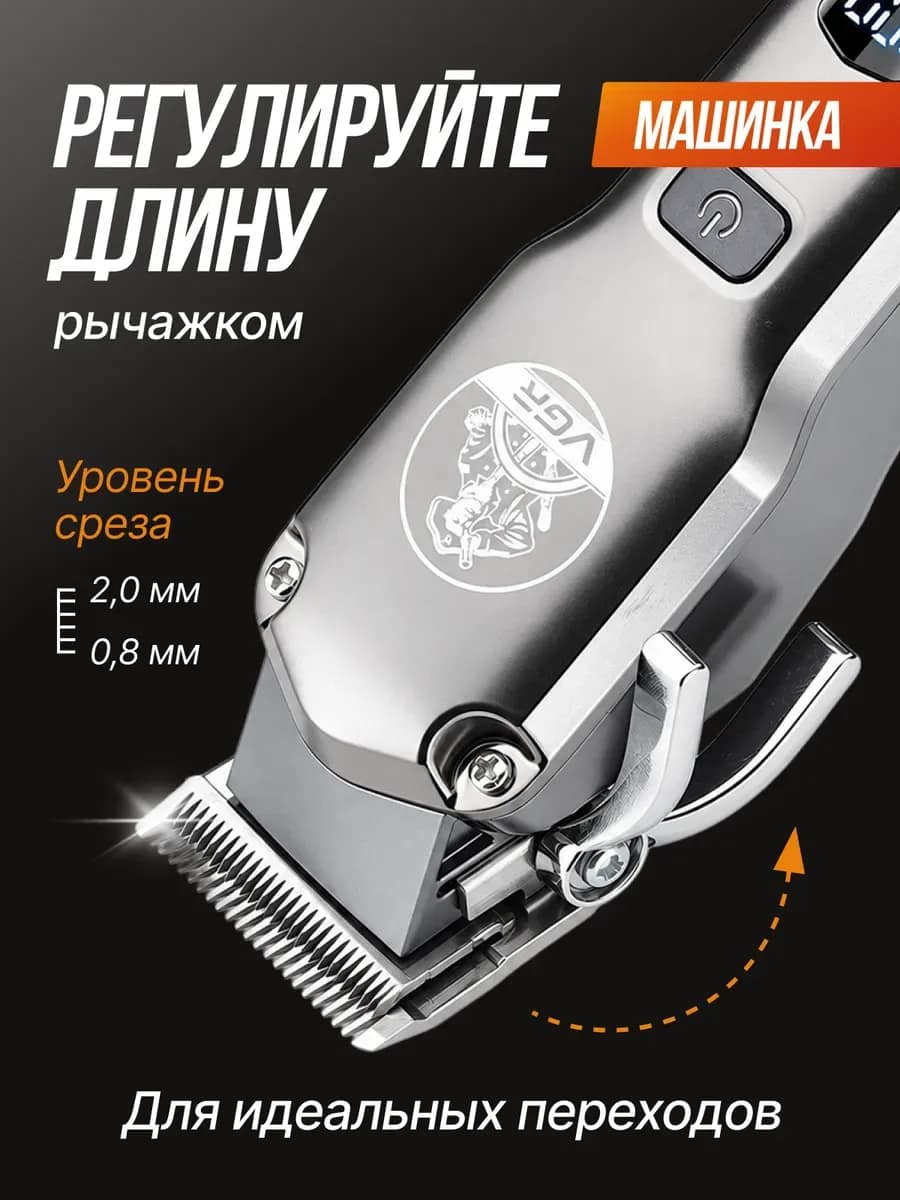 РЕГУЛИРУЙТЕ
ДЛИНУ
рычажком
МАШИНКА
VGR
Уровень
среза
2,0 мм
0,8 мм
Для идеальных переходов